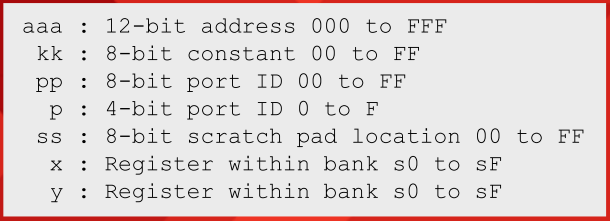 aaa : 12-bit address 000 to FFF
kk : 8-bit constant 00 to FF
pp : 8-bit port ID 00 to FF
p : 4-bit port ID 0 to F
ss : 8-bit scratch pad location 00 to FF
x : Register within bank s0 to sF
y : Register within bank s0 to sF